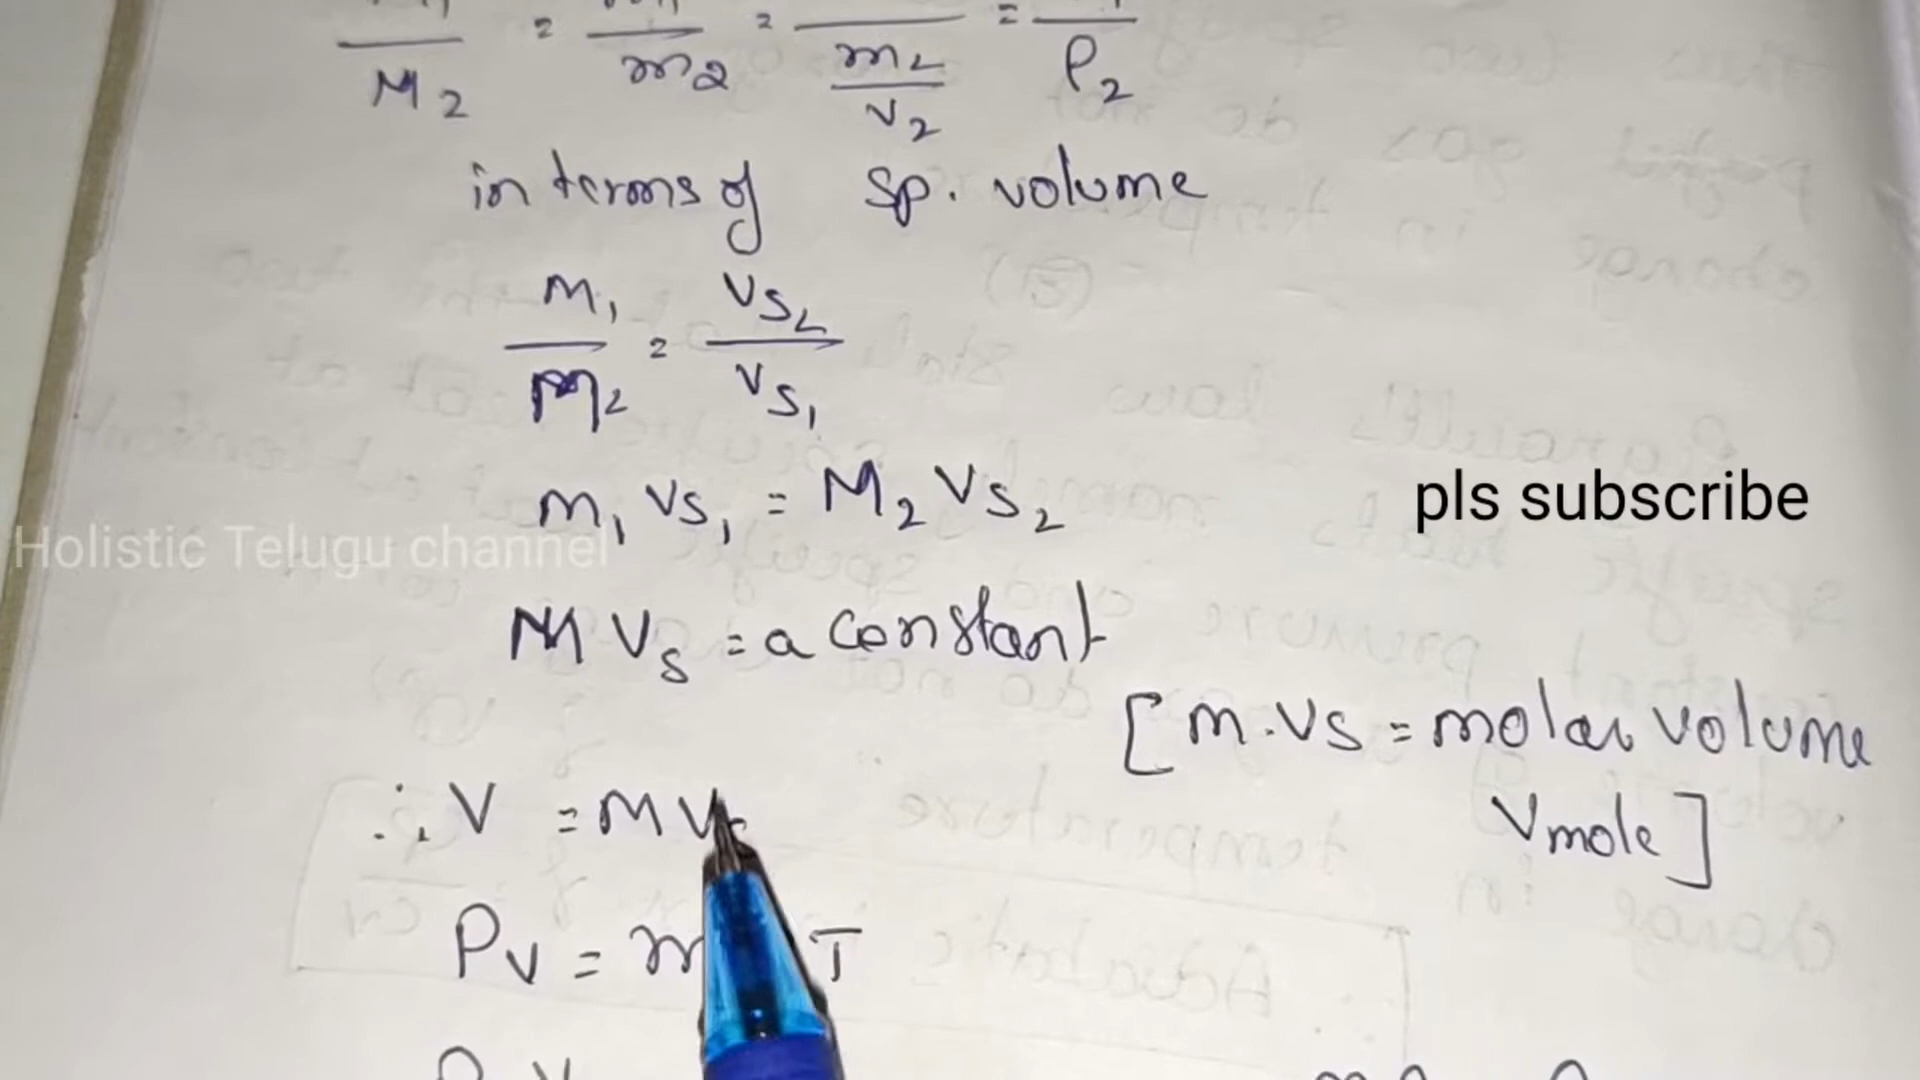 M2 = m2 = m2/v2 = ρ2
in terms of sp. volume
M1/M2 = Vs2/Vs1
m1 Vs1 = M2 Vs2
pls subscribe
Holistic Telugu channel
M Vs = a constant
[m.Vs = molar volume
Vmole]
∴ V = M V
Pv = m T